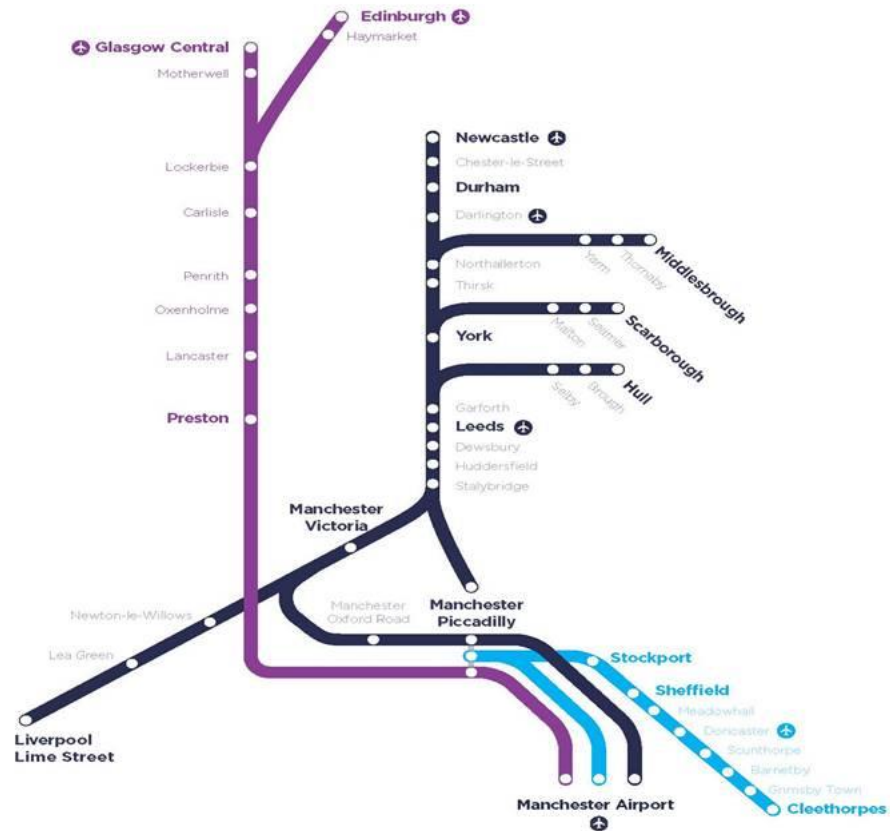 Edinburgh
Haymarket
Glasgow Central
Motherwell
Lockerbie
Carlisle
Penrith
Oxenholme
Lancaster
Preston
Newcastle
Chester-le-Street
Durham
Darlington
Northallerton
Thirsk
Yarm
Thornaby
Middlesbrough
York
Malton
Seamer
Scarborough
Selby
Brough
Hull
Garforth
Leeds
Dewsbury
Huddersfield
Stalybridge
Manchester
Victoria
Newton-le-Willows
Lea Green
Liverpool
Lime Street
Manchester
Oxford Road
Manchester
Piccadilly
Stockport
Sheffield
Meadowhall
Doncaster
Scunthorpe
Barnetby
Grimsby Town
Cleethorpes
Manchester Airport